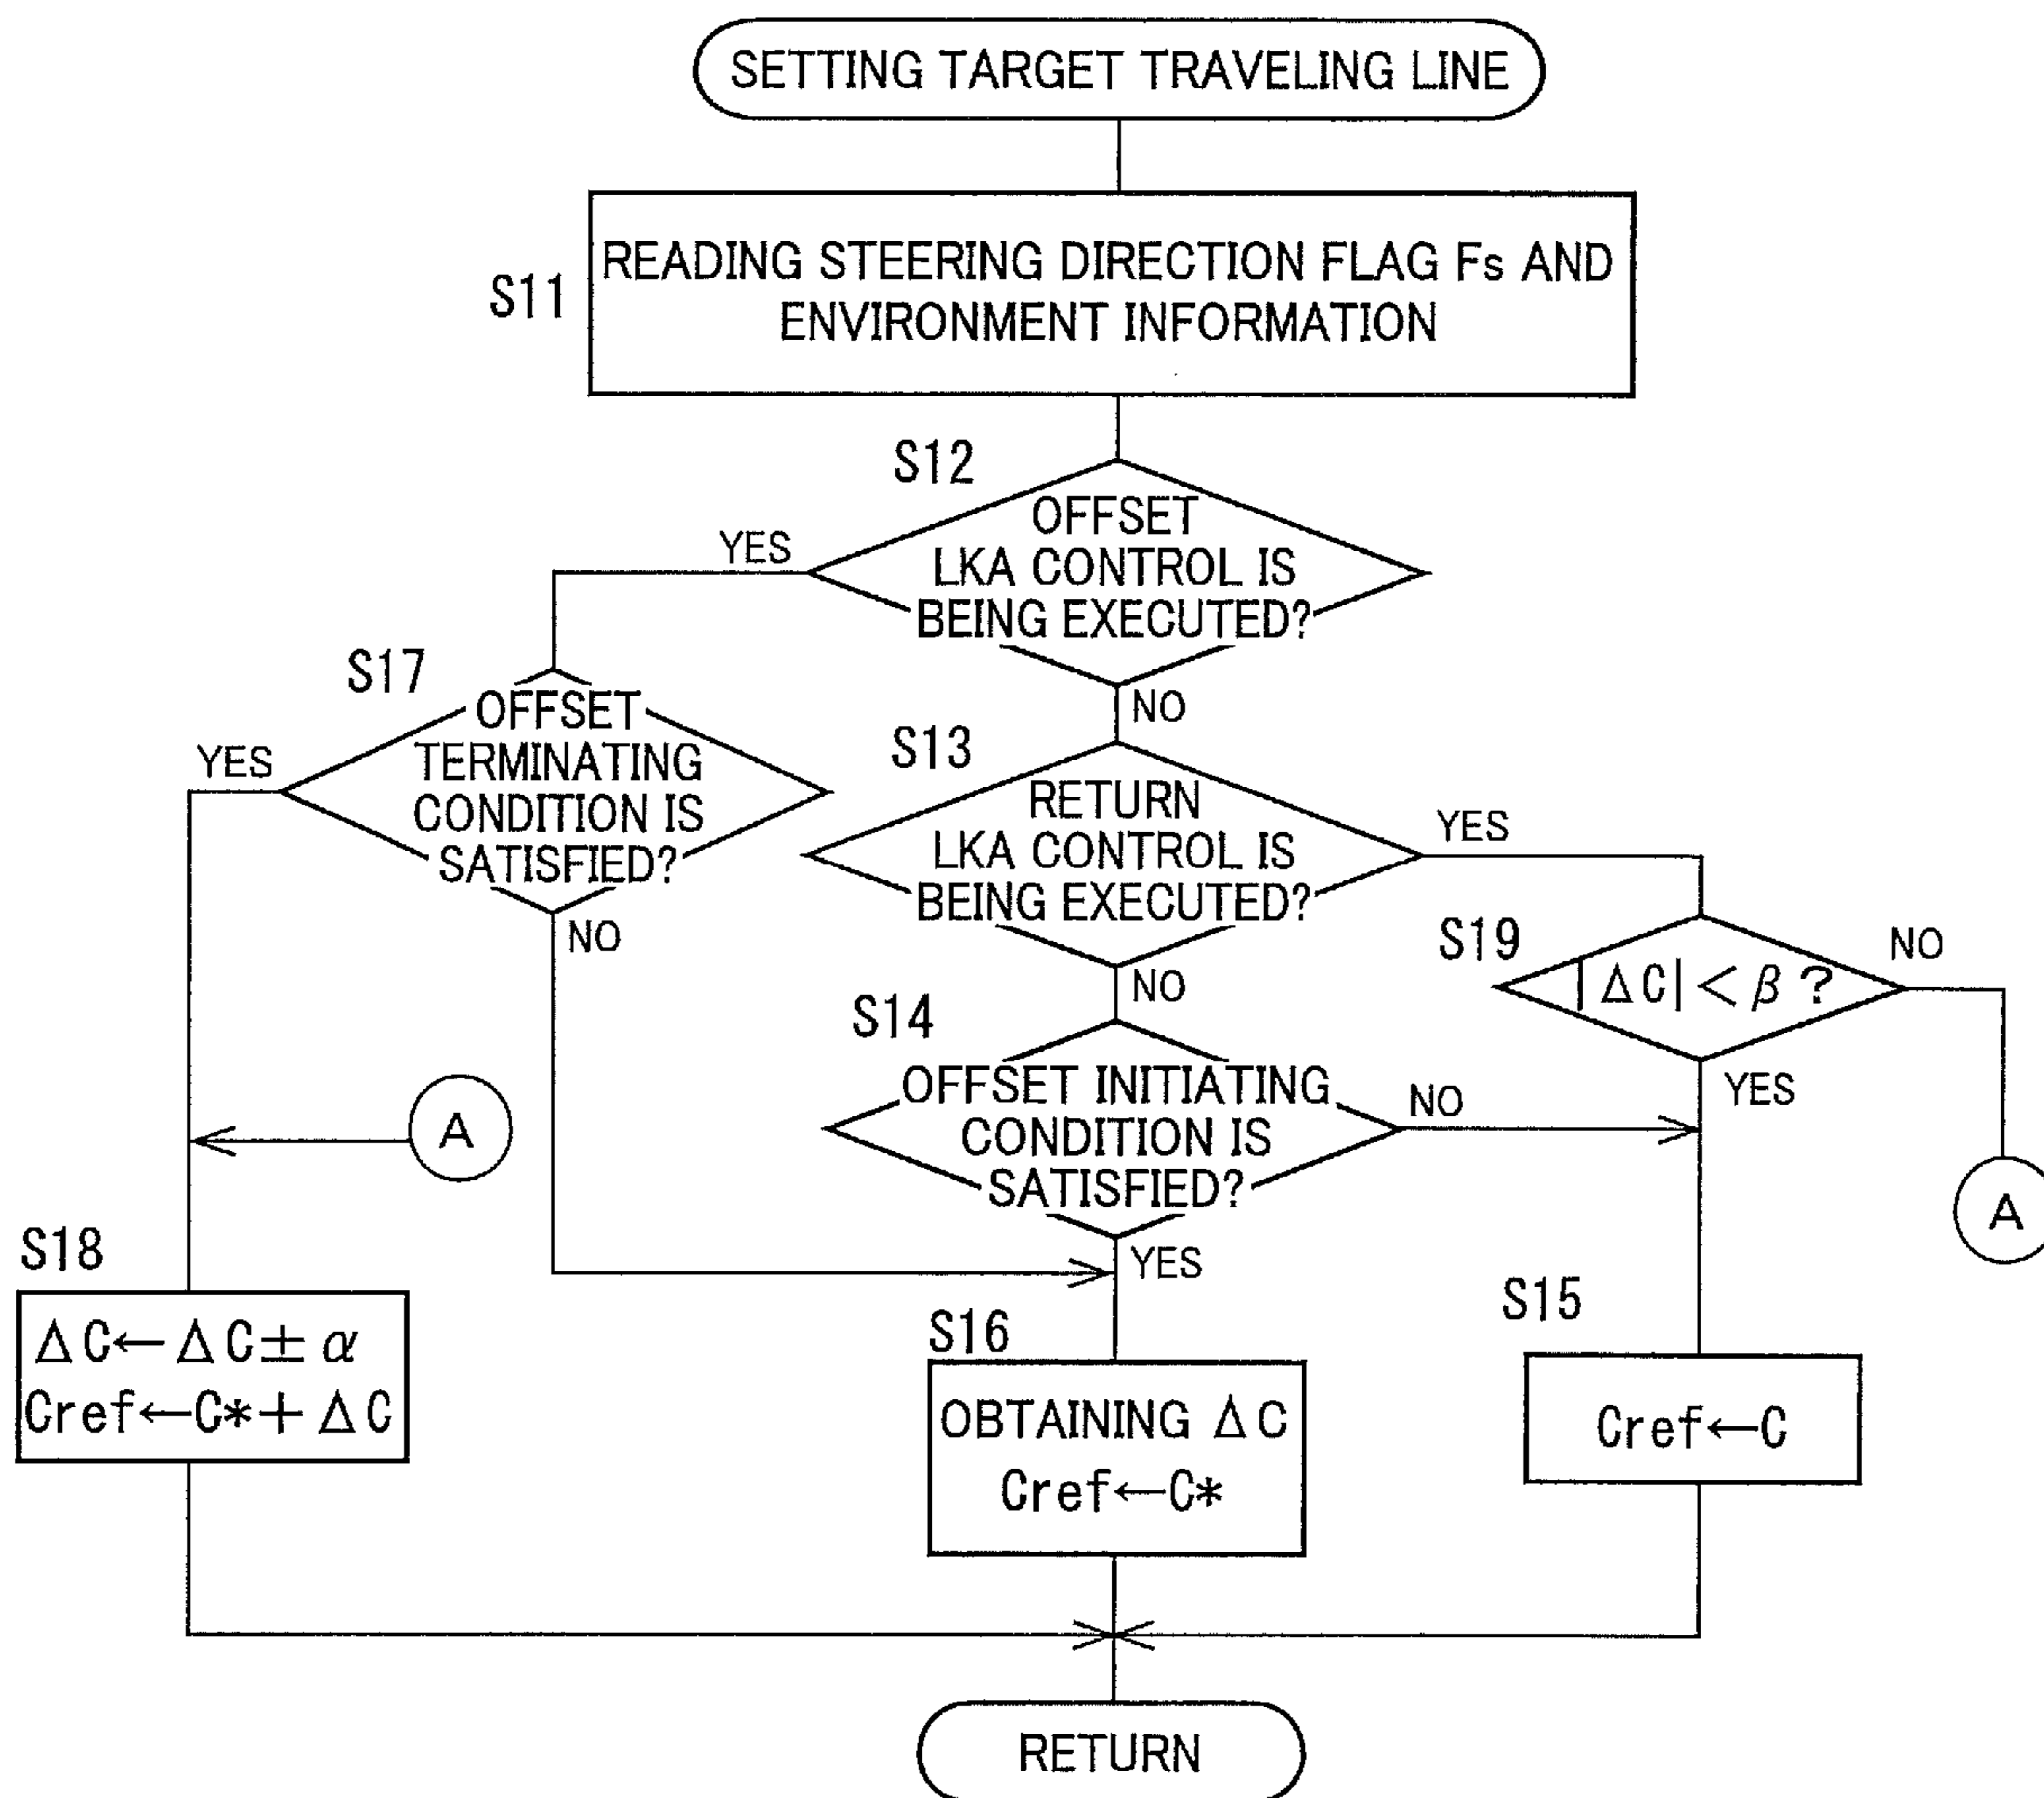 SETTING TARGET TRAVELING LINE
S11
READING STEERING DIRECTION FLAG Fs AND
ENVIRONMENT INFORMATION
S12
OFFSET
LKA CONTROL IS
BEING EXECUTED?
YES
NO
S17
OFFSET
TERMINATING
CONDITION IS
SATISFIED?
YES
NO
S13
RETURN
LKA CONTROL IS
BEING EXECUTED?
YES
NO
S19
|ΔC|<β?
NO
YES
A
S14
OFFSET INITIATING
CONDITION IS
SATISFIED?
NO
YES
A
S18
ΔC←ΔC±α
Cref←C*+ΔC
S16
OBTAINING ΔC
Cref←C*
S15
Cref←C
RETURN